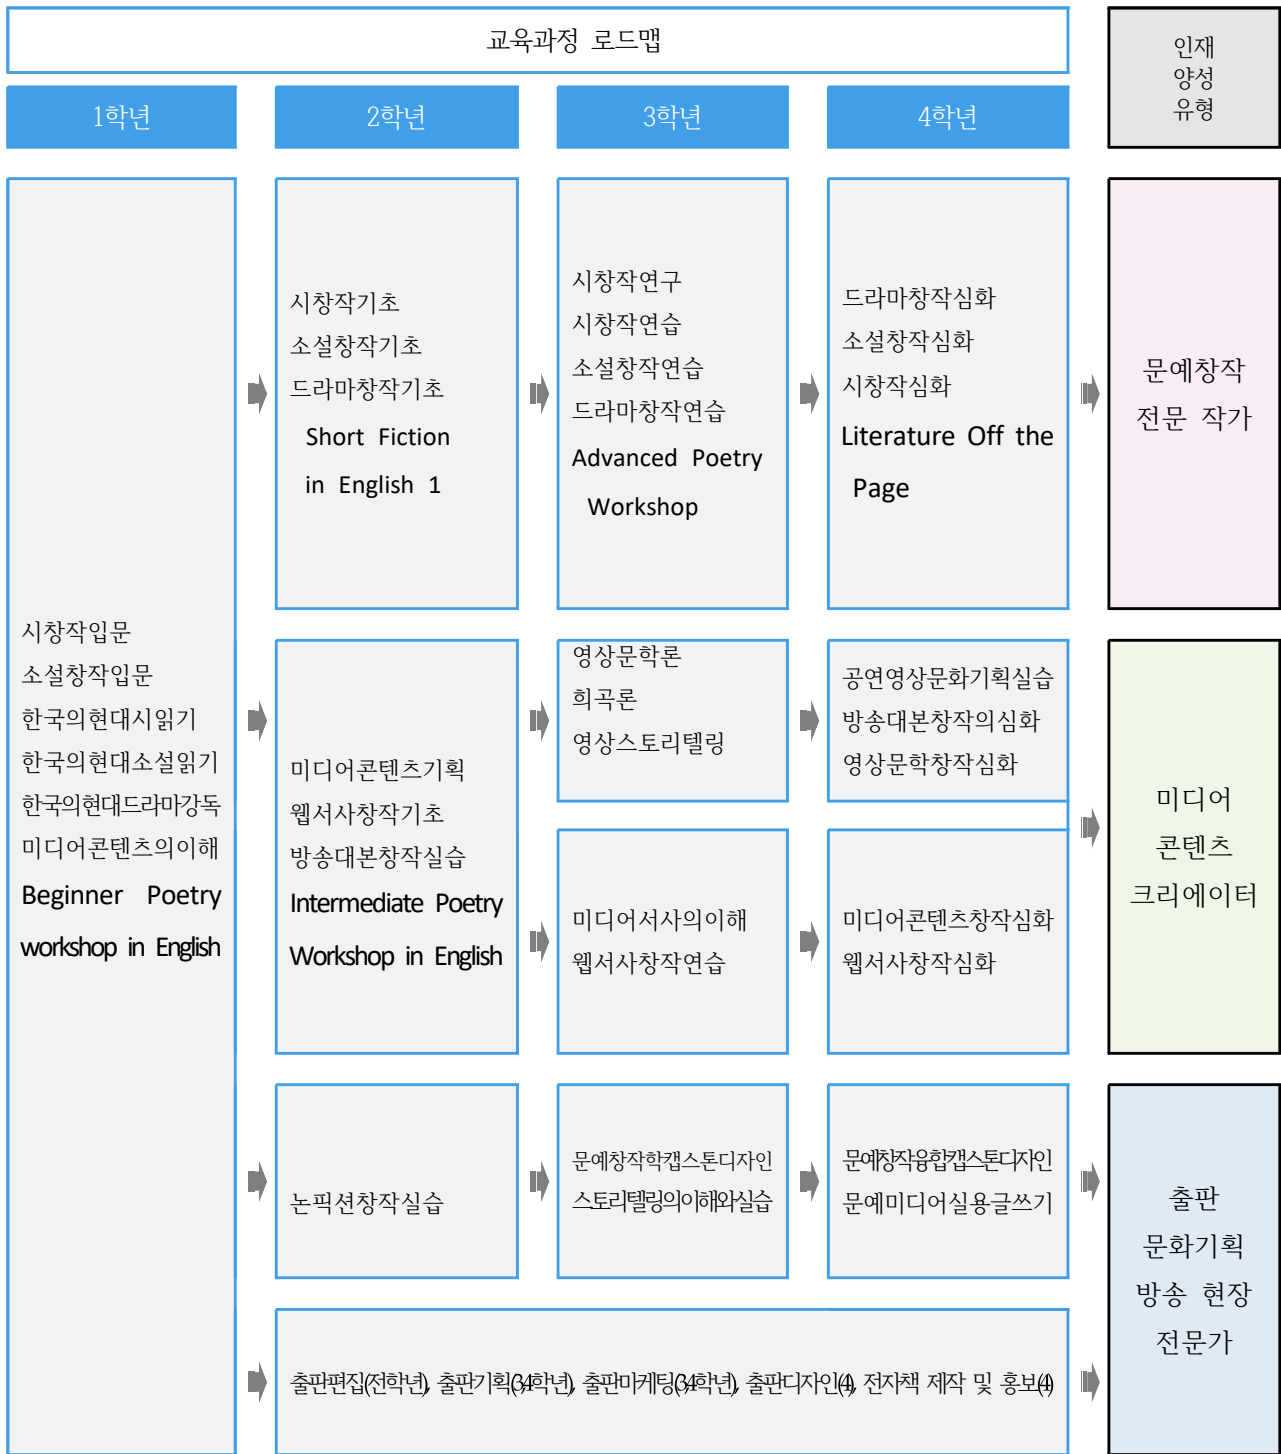 교육과정 로드맵
인재
양성
유형
1학년
2학년
3학년
4학년
시창작입문
소설창작입문
한국의현대시읽기
한국의현대소설읽기
한국의현대드라마강독
미디어콘텐츠의이해
Beginner Poetry
workshop in English
시창작기초
소설창작기초
드라마창작기초
Short Fiction
in English 1
시창작연구
시창작연습
소설창작연습
드라마창작연습
Advanced Poetry
Workshop
드라마창작심화
소설창작심화
시창작심화
Literature Off the
Page
문예창작
전문 작가
미디어콘텐츠기획
웹서사창작기초
방송대본창작실습
Intermediate Poetry
Workshop in English
영상문학론
희곡론
영상스토리텔링
공연영상문화기획실습
방송대본창작의심화
영상문학창작심화
미디어서사의이해
웹서사창작연습
미디어콘텐츠창작심화
웹서사창작심화
미디어
콘텐츠
크리에이터
논픽션창작실습
문예창작학캡스톤디자인
스토리텔링의이해와실습
문예창작융합캡스톤디자인
문예미디어실용글쓰기
출판편집(전학년), 출판기획(3,4학년), 출판마케팅(3,4학년), 출판디자인(4), 전자책 제작 및 홍보(4)
출판
문화기획
방송 현장
전문가